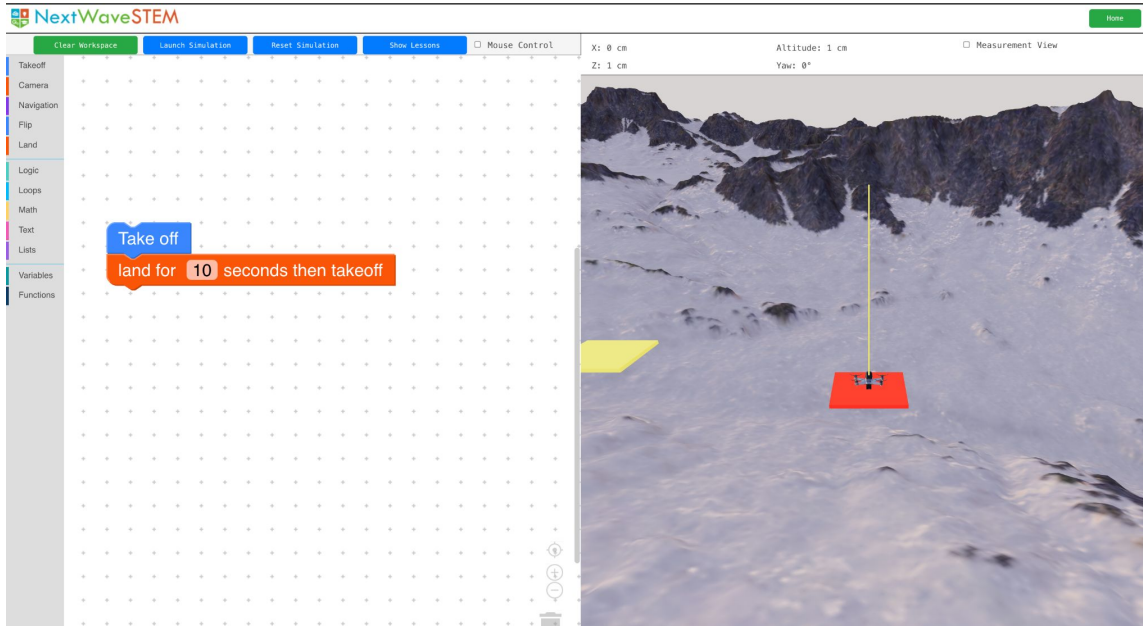 NextWaveSTEM
Home
Clear Workspace
Launch Simulation
Reset Simulation
Show Lessons
Mouse Control
X: 0 cm
Altitude: 1 cm
Measurement View
Z: 1 cm
Yaw: 0°
Takeoff
Camera
Navigation
Flip
Land
Logic
Loops
Math
Text
Lists
Variables
Functions
Take off
land for 10 seconds then takeoff